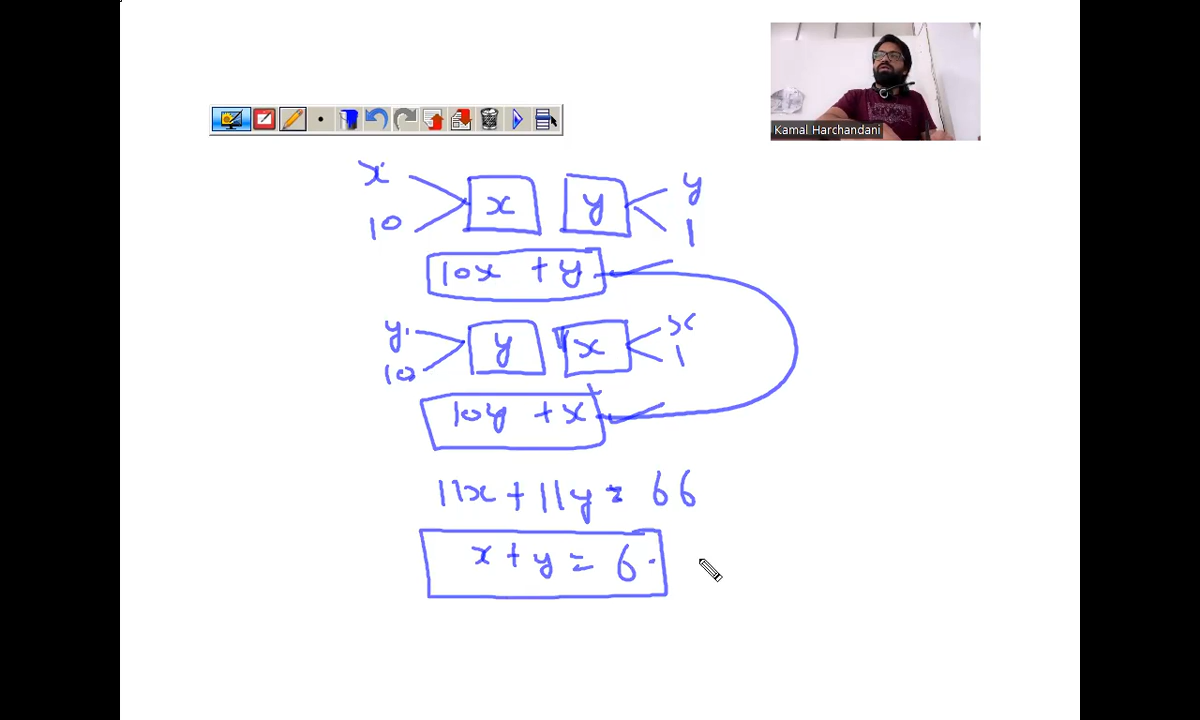 Kamal Harchandani
x
10
x y
y
1
10x + y
y
10
y x
x
1
10y + x
11x + 11y = 66
x + y = 6